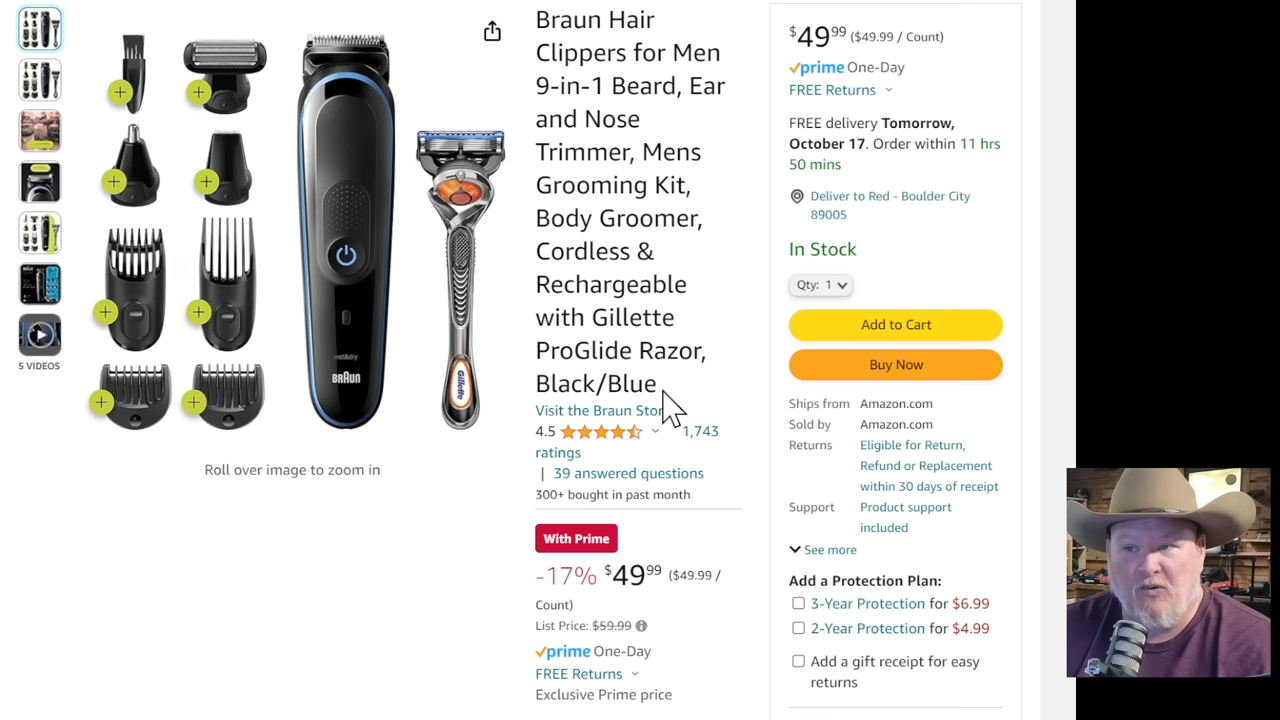 5 VIDEOS
wet&dry
BRAUN
Gillette
Roll over image to zoom in
Braun Hair
Clippers for Men
9-in-1 Beard, Ear
and Nose
Trimmer, Mens
Grooming Kit,
Body Groomer,
Cordless &
Rechargeable
with Gillette
ProGlide Razor,
Black/Blue
Visit the Braun Stor
4.5 1,743
ratings
| 39 answered questions
300+ bought in past month
With Prime
-17% $49.99 ($49.99 /
Count)
List Price: $59.99
prime One-Day
FREE Returns
Exclusive Prime price
$49.99 ($49.99 / Count)
prime One-Day
FREE Returns
FREE delivery Tomorrow,
October 17. Order within 11 hrs
50 mins
Deliver to Red - Boulder City
89005
In Stock
Qty: 1
Add to Cart
Buy Now
Ships from Amazon.com
Sold by Amazon.com
Returns Eligible for Return,
Refund or Replacement
within 30 days of receipt
Support Product support
included
See more
Add a Protection Plan:
3-Year Protection for $6.99
2-Year Protection for $4.99
Add a gift receipt for easy
returns